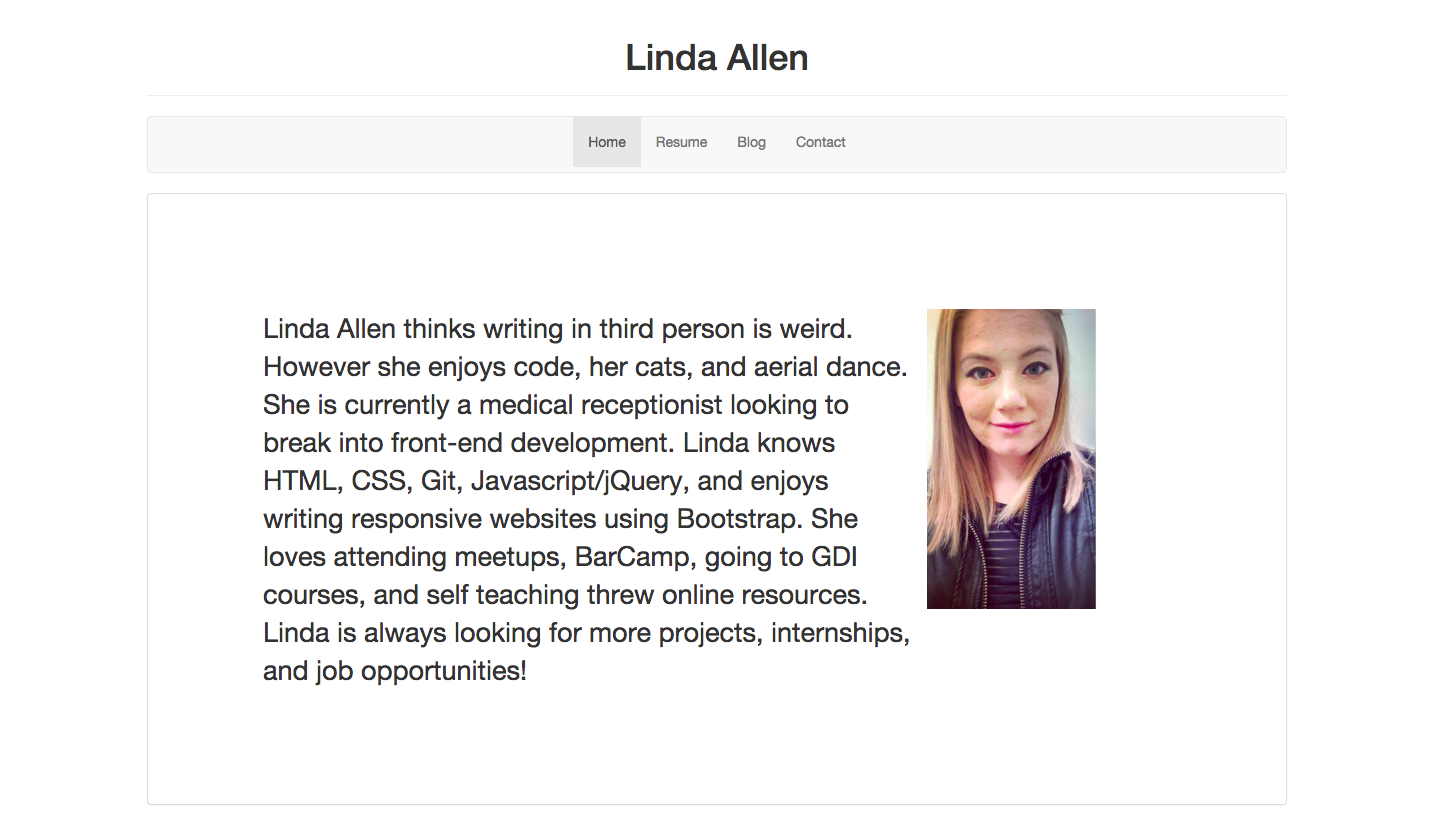 Linda Allen
Home Resume Blog Contact
Linda Allen thinks writing in third person is weird.
However she enjoys code, her cats, and aerial dance.
She is currently a medical receptionist looking to
break into front-end development. Linda knows
HTML, CSS, Git, Javascript/jQuery, and enjoys
writing responsive websites using Bootstrap. She
loves attending meetups, BarCamp, going to GDI
courses, and self teaching threw online resources.
Linda is always looking for more projects, internships,
and job opportunities!